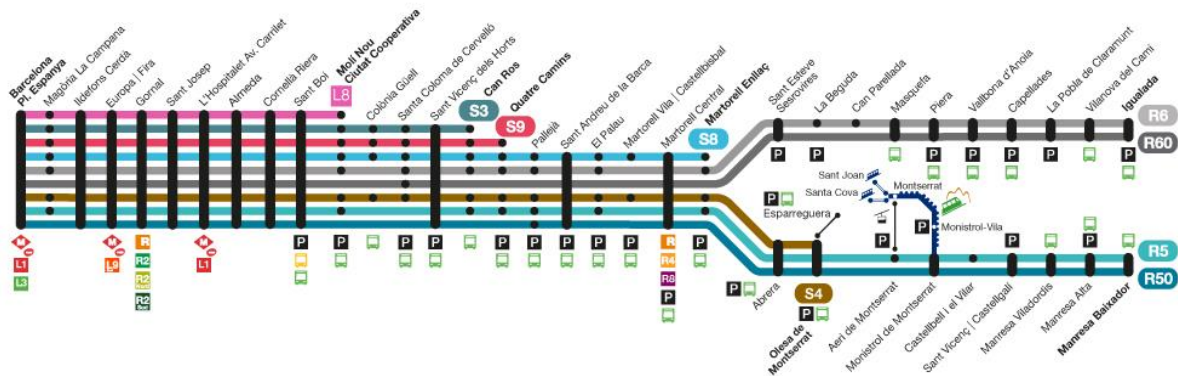 Barcelona
Pl. Espanya
Magòria La Campana
Ildefons Cerdà
Europa | Fira
Gornal
Sant Josep
L'Hospitalet Av. Carrilet
Almeda
Cornellà Riera
Sant Boi
Molí Nou
Ciutat Cooperativa
L8
Colònia Güell
Santa Coloma de Cervelló
Sant Vicenç dels Horts
Can Ros
S3
Quatre Camins
S9
Pallejà
Sant Andreu de la Barca
El Palau
Martorell Vila | Castellbisbal
Martorell Central
Martorell Enllaç
S8
Sant Esteve
Sesrovires
La Beguda
Can Parellada
Masquefa
Piera
Vallbona d'Anoia
Capellades
La Pobla de Claramunt
Vilanova del Camí
Igualada
R6
R60
P
P
P
P
P
P
P
Sant Joan
Santa Cova
Montserrat
P
Esparreguera
P
P
Monistrol-Vila
P
P
R5
R50
M
L1
L3
M
L9
R
R2
R2
R2
M
L1
P
P
P
P
P
P
P
P
P
R
R4
R8
P
P
P
Abrera
S4
P
Olesa de
Montserrat
Aeri de Montserrat
Monistrol de Montserrat
Castellbell i el Vilar
Sant Vicenç | Castellgalí
Manresa Viladordis
Manresa Alta
Manresa Baixador